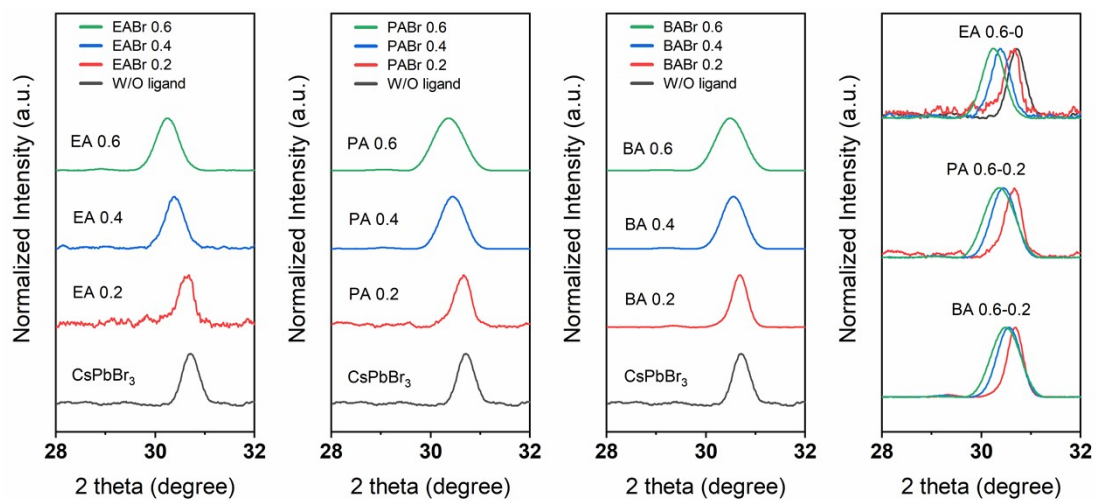 Normalized Intensity (a.u.)
EABr 0.6
EABr 0.4
EABr 0.2
W/O ligand
EA 0.6
EA 0.4
EA 0.2
CsPbBr₃
28 30 32
2 theta (degree)
Normalized Intensity (a.u.)
PABr 0.6
PABr 0.4
PABr 0.2
W/O ligand
PA 0.6
PA 0.4
PA 0.2
CsPbBr₃
28 30 32
2 theta (degree)
Normalized Intensity (a.u.)
BABr 0.6
BABr 0.4
BABr 0.2
W/O ligand
BA 0.6
BA 0.4
BA 0.2
CsPbBr₃
28 30 32
2 theta (degree)
Normalized Intensity (a.u.)
EA 0.6-0
PA 0.6-0.2
BA 0.6-0.2
28 30 32
2 theta (degree)